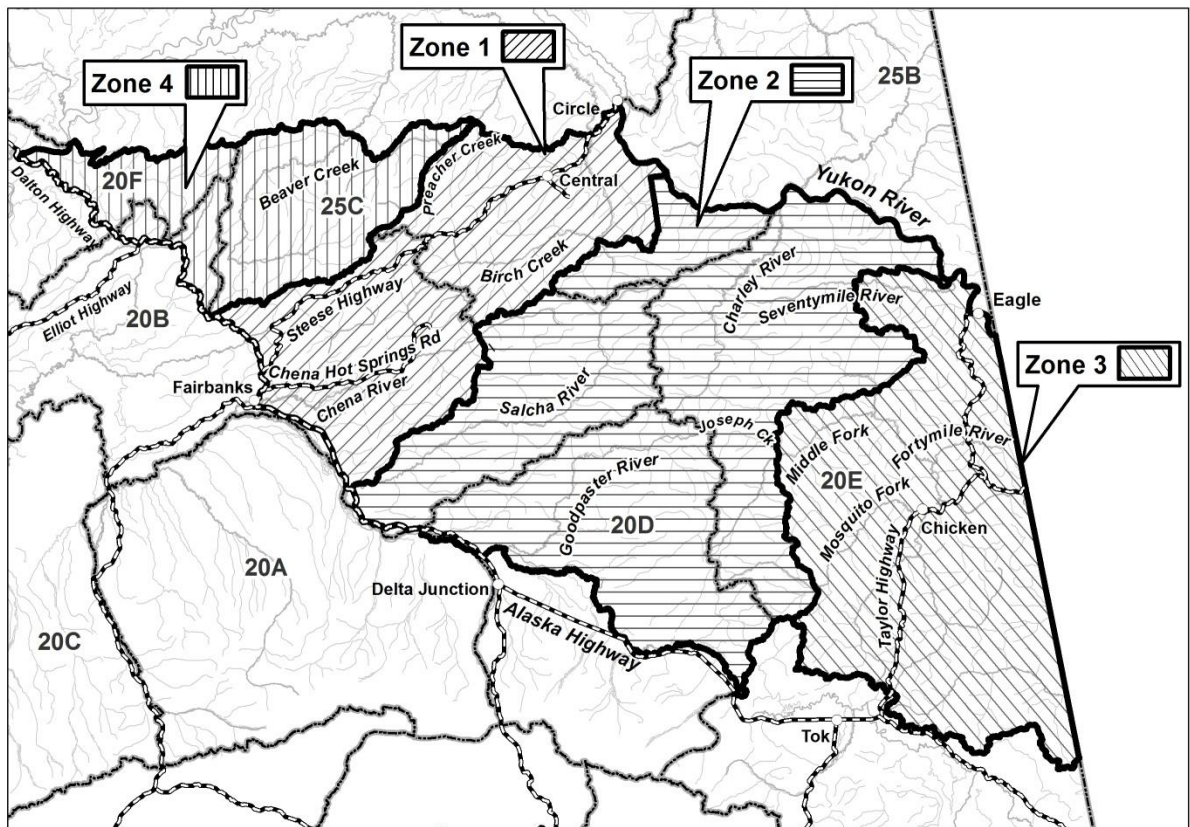 Zone 1
Zone 2
Zone 4
25B
Circle
20F
Beaver Creek
Preacher Creek
Central
25C
Dalton Highway
Yukon River
Birch Creek
Charley River
Elliot Highway
20B
Steese Highway
Seventymile River
Eagle
Zone 3
Chena Hot Springs Rd
Fairbanks
Chena River
Salcha River
Joseph Ck
Middle Fork
Fortymile River
20E
Goodpaster River
Mosquito Fork
20D
Chicken
20A
Delta Junction
Taylor Highway
Alaska Highway
20C
Tok